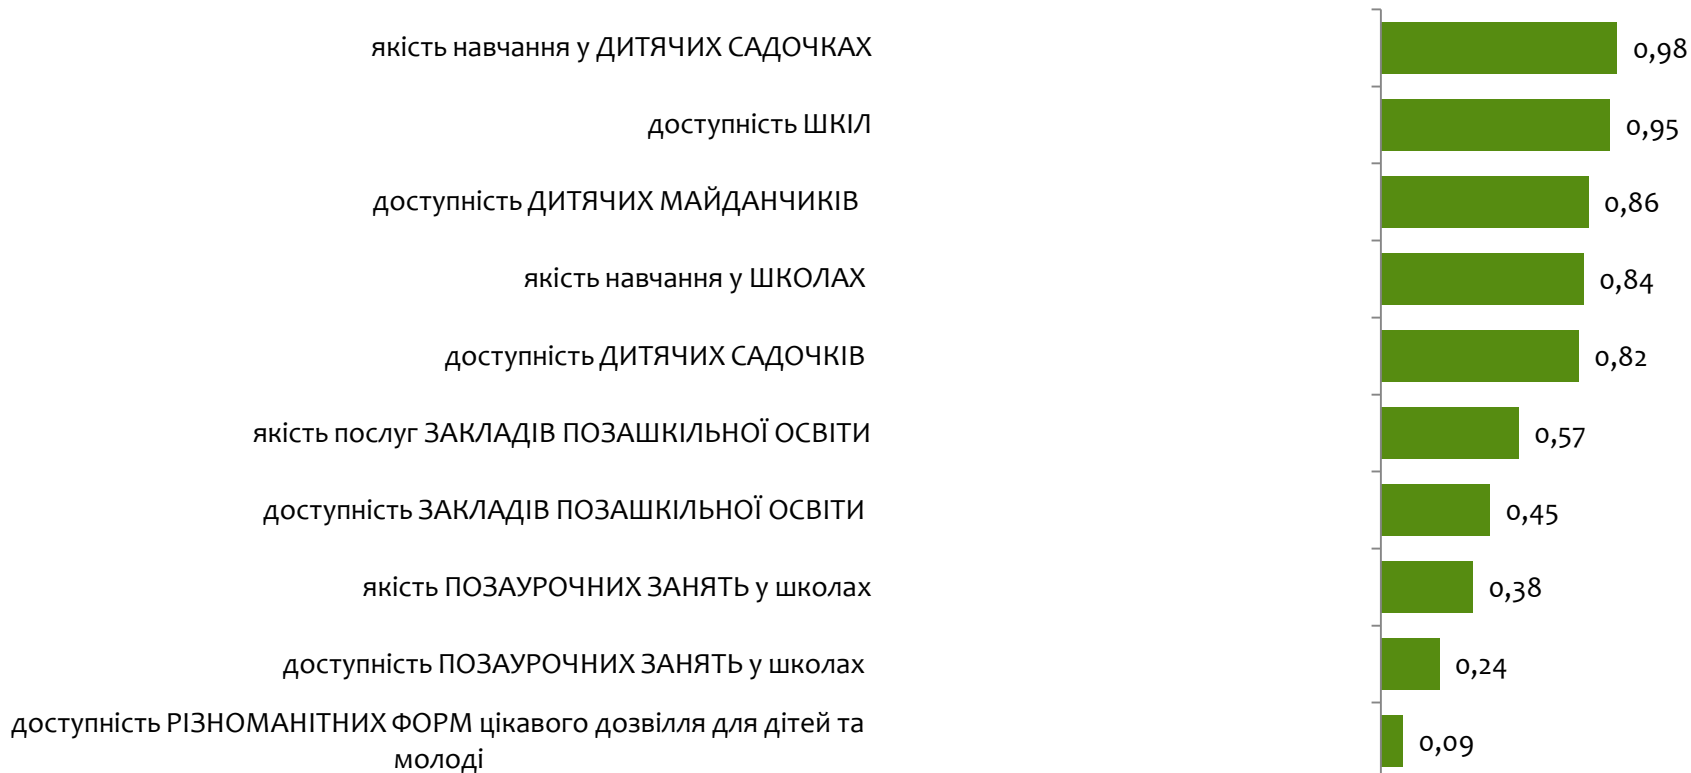 якість навчання у ДИТЯЧИХ САДОЧКАХ 0,98
доступність ШКІЛ 0,95
доступність ДИТЯЧИХ МАЙДАНЧИКІВ 0,86
якість навчання у ШКОЛАХ 0,84
доступність ДИТЯЧИХ САДОЧКІВ 0,82
якість послуг ЗАКЛАДІВ ПОЗАШКІЛЬНОЇ ОСВІТИ 0,57
доступність ЗАКЛАДІВ ПОЗАШКІЛЬНОЇ ОСВІТИ 0,45
якість ПОЗАУРОЧНИХ ЗАНЯТЬ у школах 0,38
доступність ПОЗАУРОЧНИХ ЗАНЯТЬ у школах 0,24
доступність РІЗНОМАНІТНИХ ФОРМ цікавого дозвілля для дітей та
молоді 0,09